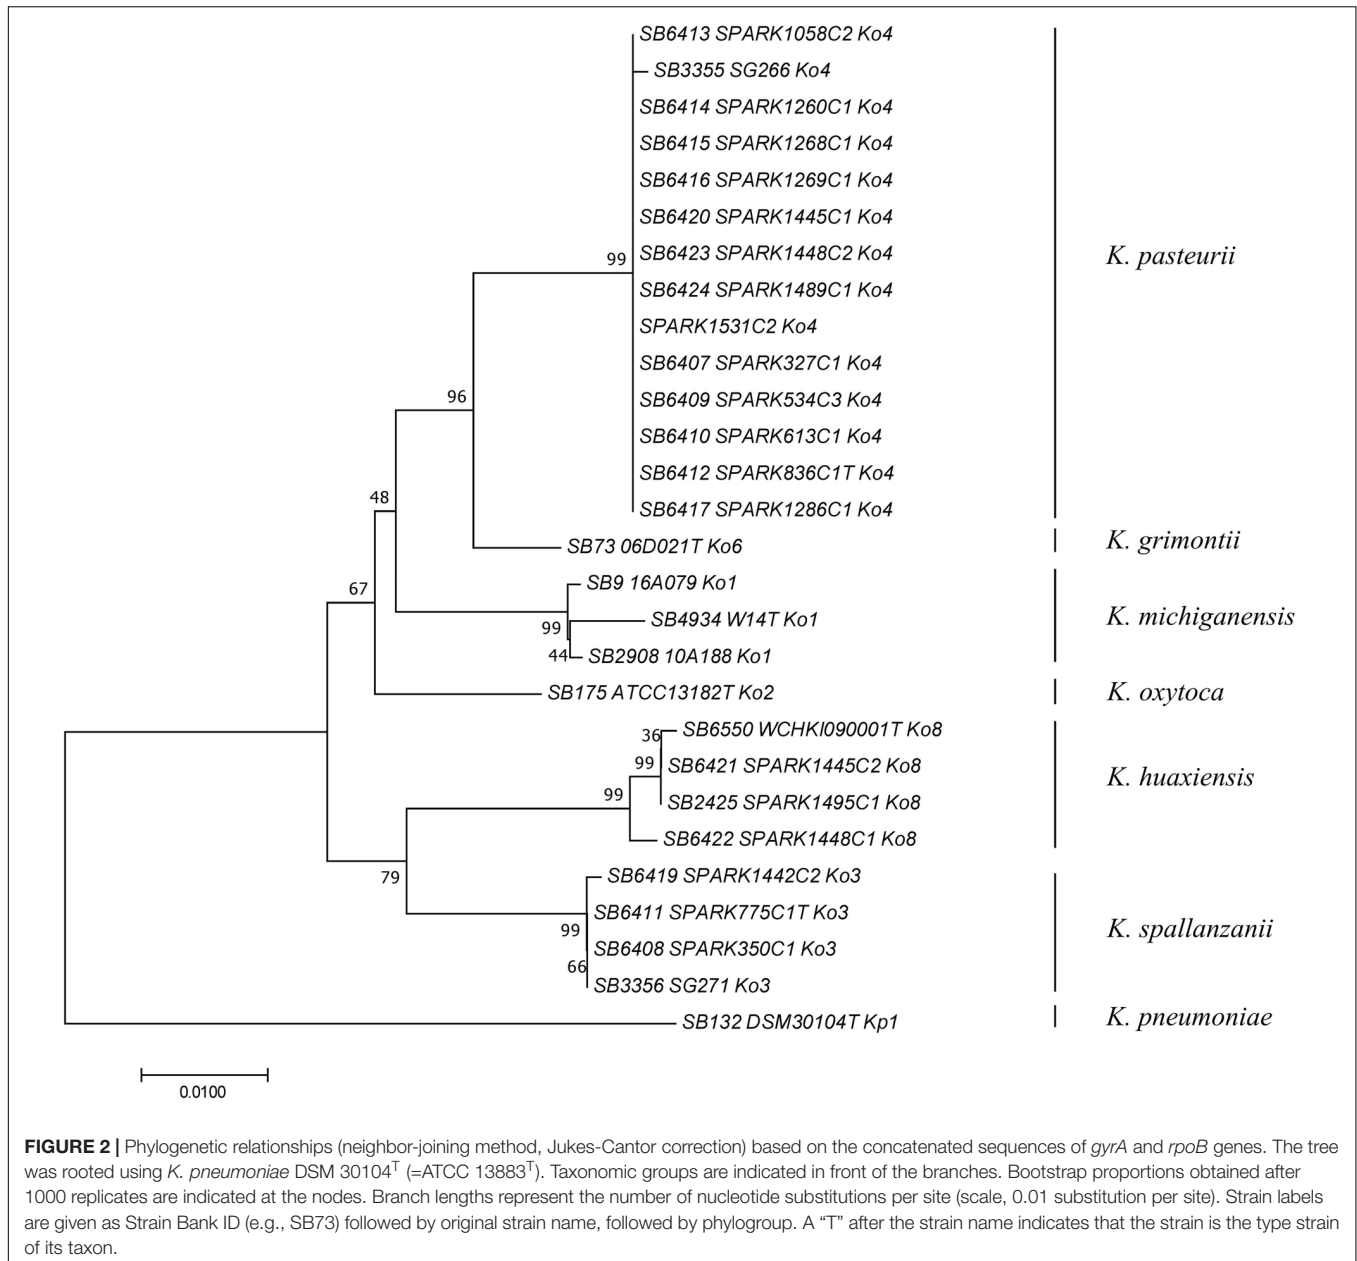 SB6413 SPARK1058C2 Ko4
SB3355 SG266 Ko4
SB6414 SPARK1260C1 Ko4
SB6415 SPARK1268C1 Ko4
SB6416 SPARK1269C1 Ko4
SB6420 SPARK1445C1 Ko4
SB6423 SPARK1448C2 Ko4
K. pasteurii
99
SB6424 SPARK1489C1 Ko4
SPARK1531C2 Ko4
SB6407 SPARK327C1 Ko4
96
SB6409 SPARK534C3 Ko4
SB6410 SPARK613C1 Ko4
SB6412 SPARK836C1T Ko4
48
SB6417 SPARK1286C1 Ko4
SB73 06D021T Ko6
K. grimontii
67
SB9 16A079 Ko1
SB4934 W14T Ko1
K. michiganensis
99
44
SB2908 10A188 Ko1
SB175 ATCC13182T Ko2
K. oxytoca
36
SB6550 WCHKl090001T Ko8
99
SB6421 SPARK1445C2 Ko8
K. huaxiensis
99
SB2425 SPARK1495C1 Ko8
SB6422 SPARK1448C1 Ko8
79
SB6419 SPARK1442C2 Ko3
SB6411 SPARK775C1T Ko3
99
K. spallanzanii
SB6408 SPARK350C1 Ko3
66
SB3356 SG271 Ko3
SB132 DSM30104T Kp1
K. pneumoniae
0.0100
FIGURE 2 | Phylogenetic relationships (neighbor-joining method, Jukes-Cantor correction) based on the concatenated sequences of gyrA and rpoB genes. The tree
was rooted using K. pneumoniae DSM 30104ᵀ (=ATCC 13883ᵀ). Taxonomic groups are indicated in front of the branches. Bootstrap proportions obtained after
1000 replicates are indicated at the nodes. Branch lengths represent the number of nucleotide substitutions per site (scale, 0.01 substitution per site). Strain labels
are given as Strain Bank ID (e.g., SB73) followed by original strain name, followed by phylogroup. A “T” after the strain name indicates that the strain is the type strain
of its taxon.